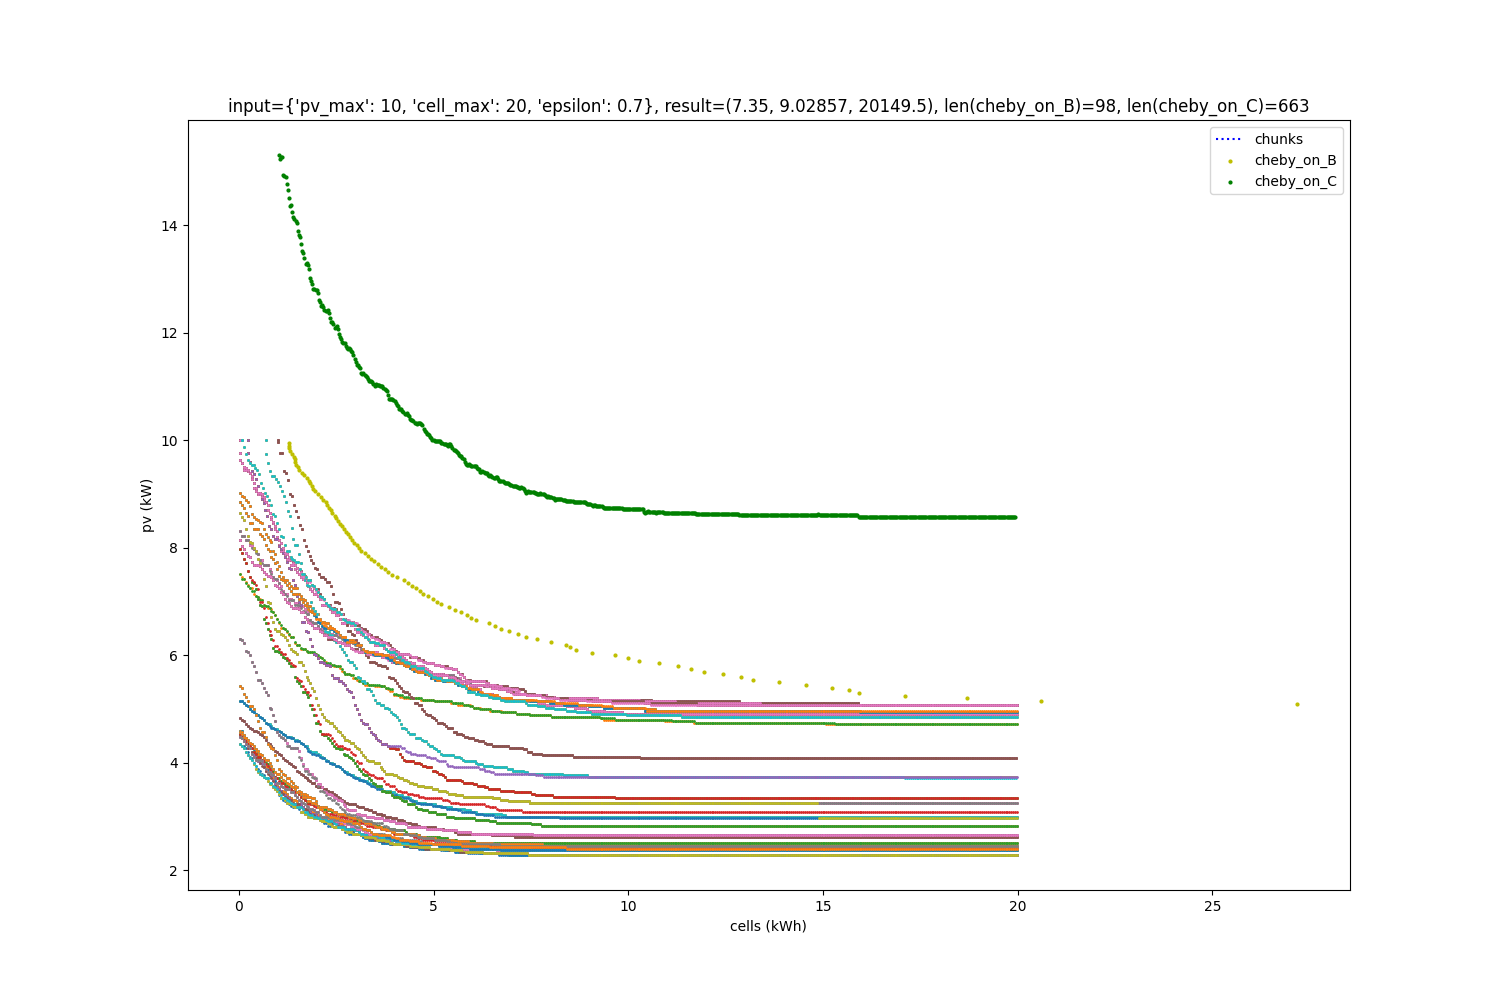 input={'pv_max': 10, 'cell_max': 20, 'epsilon': 0.7}, result=(7.35, 9.02857, 20149.5), len(cheby_on_B)=98, len(cheby_on_C)=663
chunks
cheby_on_B
cheby_on_C
14
12
10
8
6
4
2
pv (kW)
0 5 10 15 20 25
cells (kWh)